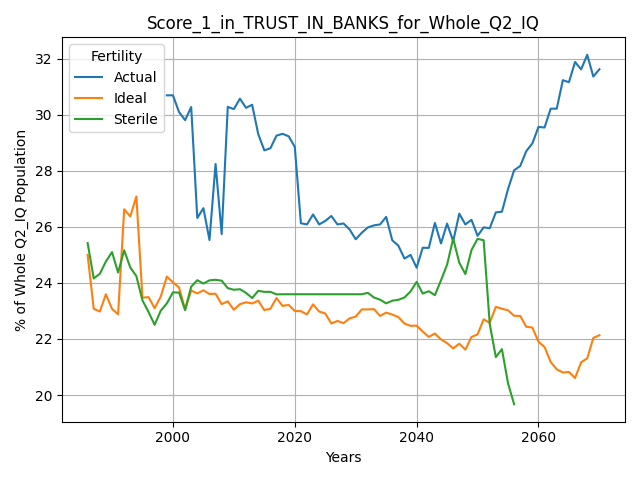 Score_1_in_TRUST_IN_BANKS_for_Whole_Q2_IQ
Fertility
Actual
Ideal
Sterile
% of Whole Q2_IQ Population
32
30
28
26
24
22
20
2000 2020 2040 2060
Years